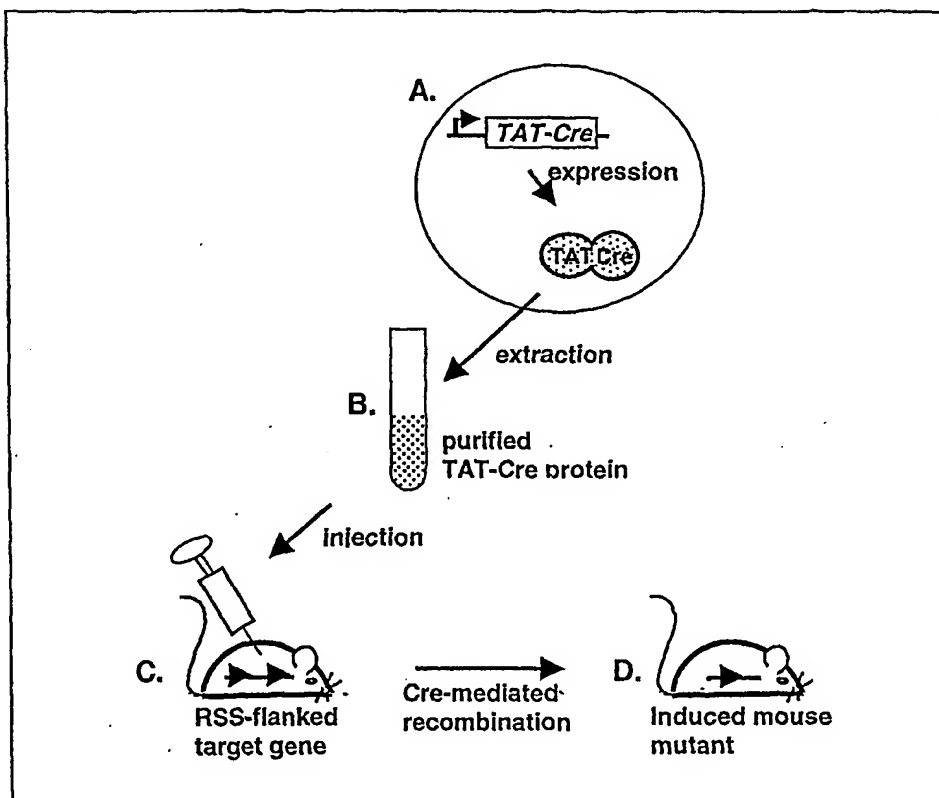 A.
TAT-Cre
expression
TAT Cre
extraction
B.
purified
TAT-Cre protein
injection
C.
RSS-flanked
target gene
Cre-mediated
recombination
D.
Induced mouse
mutant